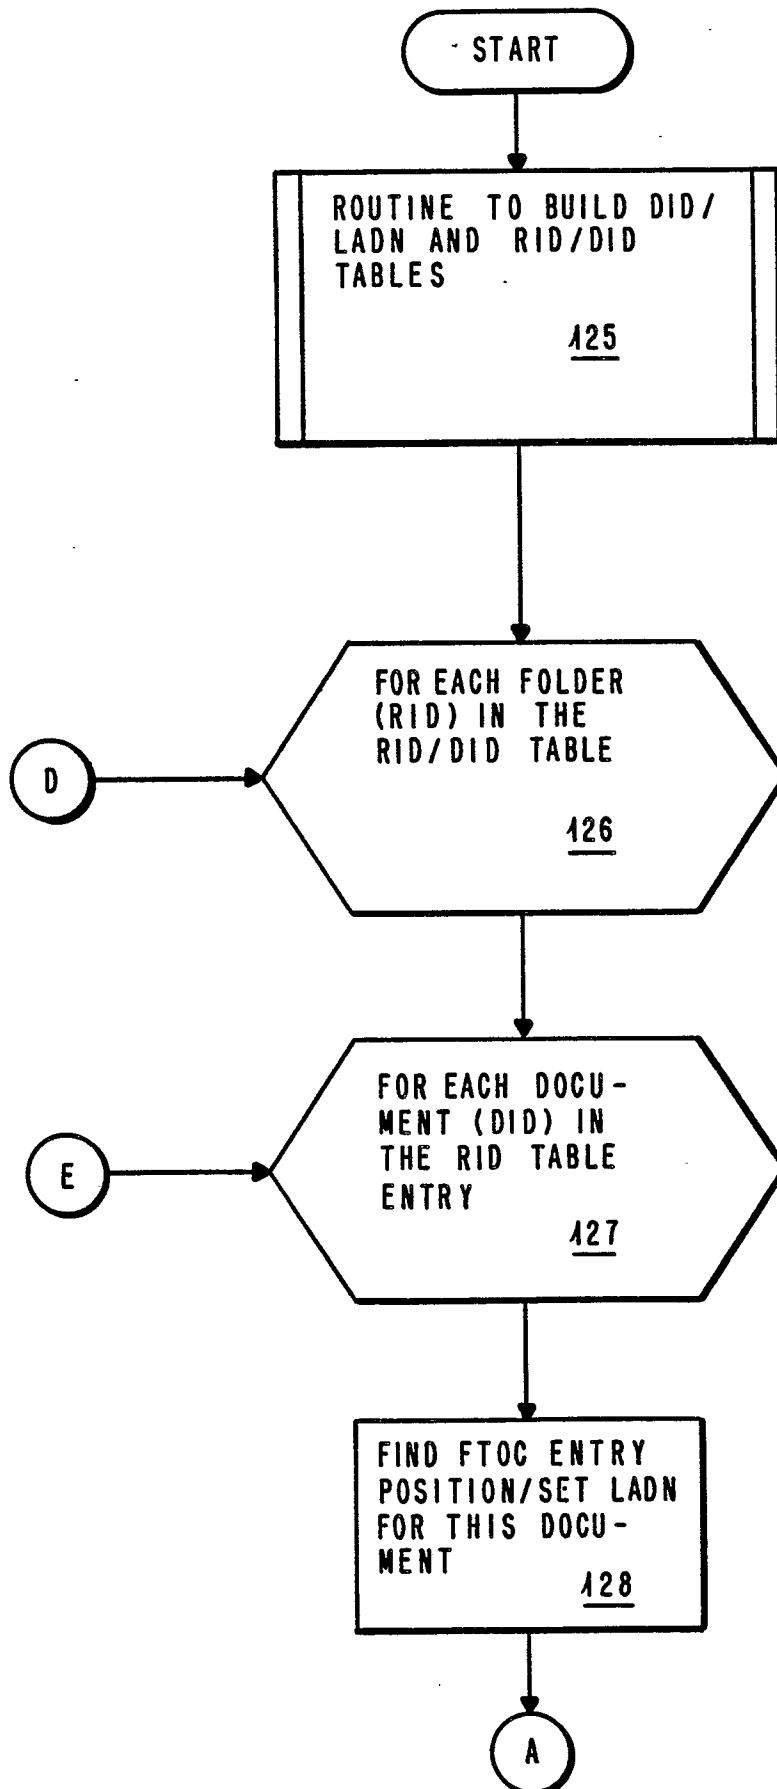 START
ROUTINE TO BUILD DID/
LADN AND RID/DID
TABLES
125
FOR EACH FOLDER
(RID) IN THE
RID/DID TABLE
D
126
FOR EACH DOCU-
MENT (DID) IN
THE RID TABLE
E
ENTRY
127
FIND FTOC ENTRY
POSITION/SET LADN
FOR THIS DOCU-
MENT
128
A